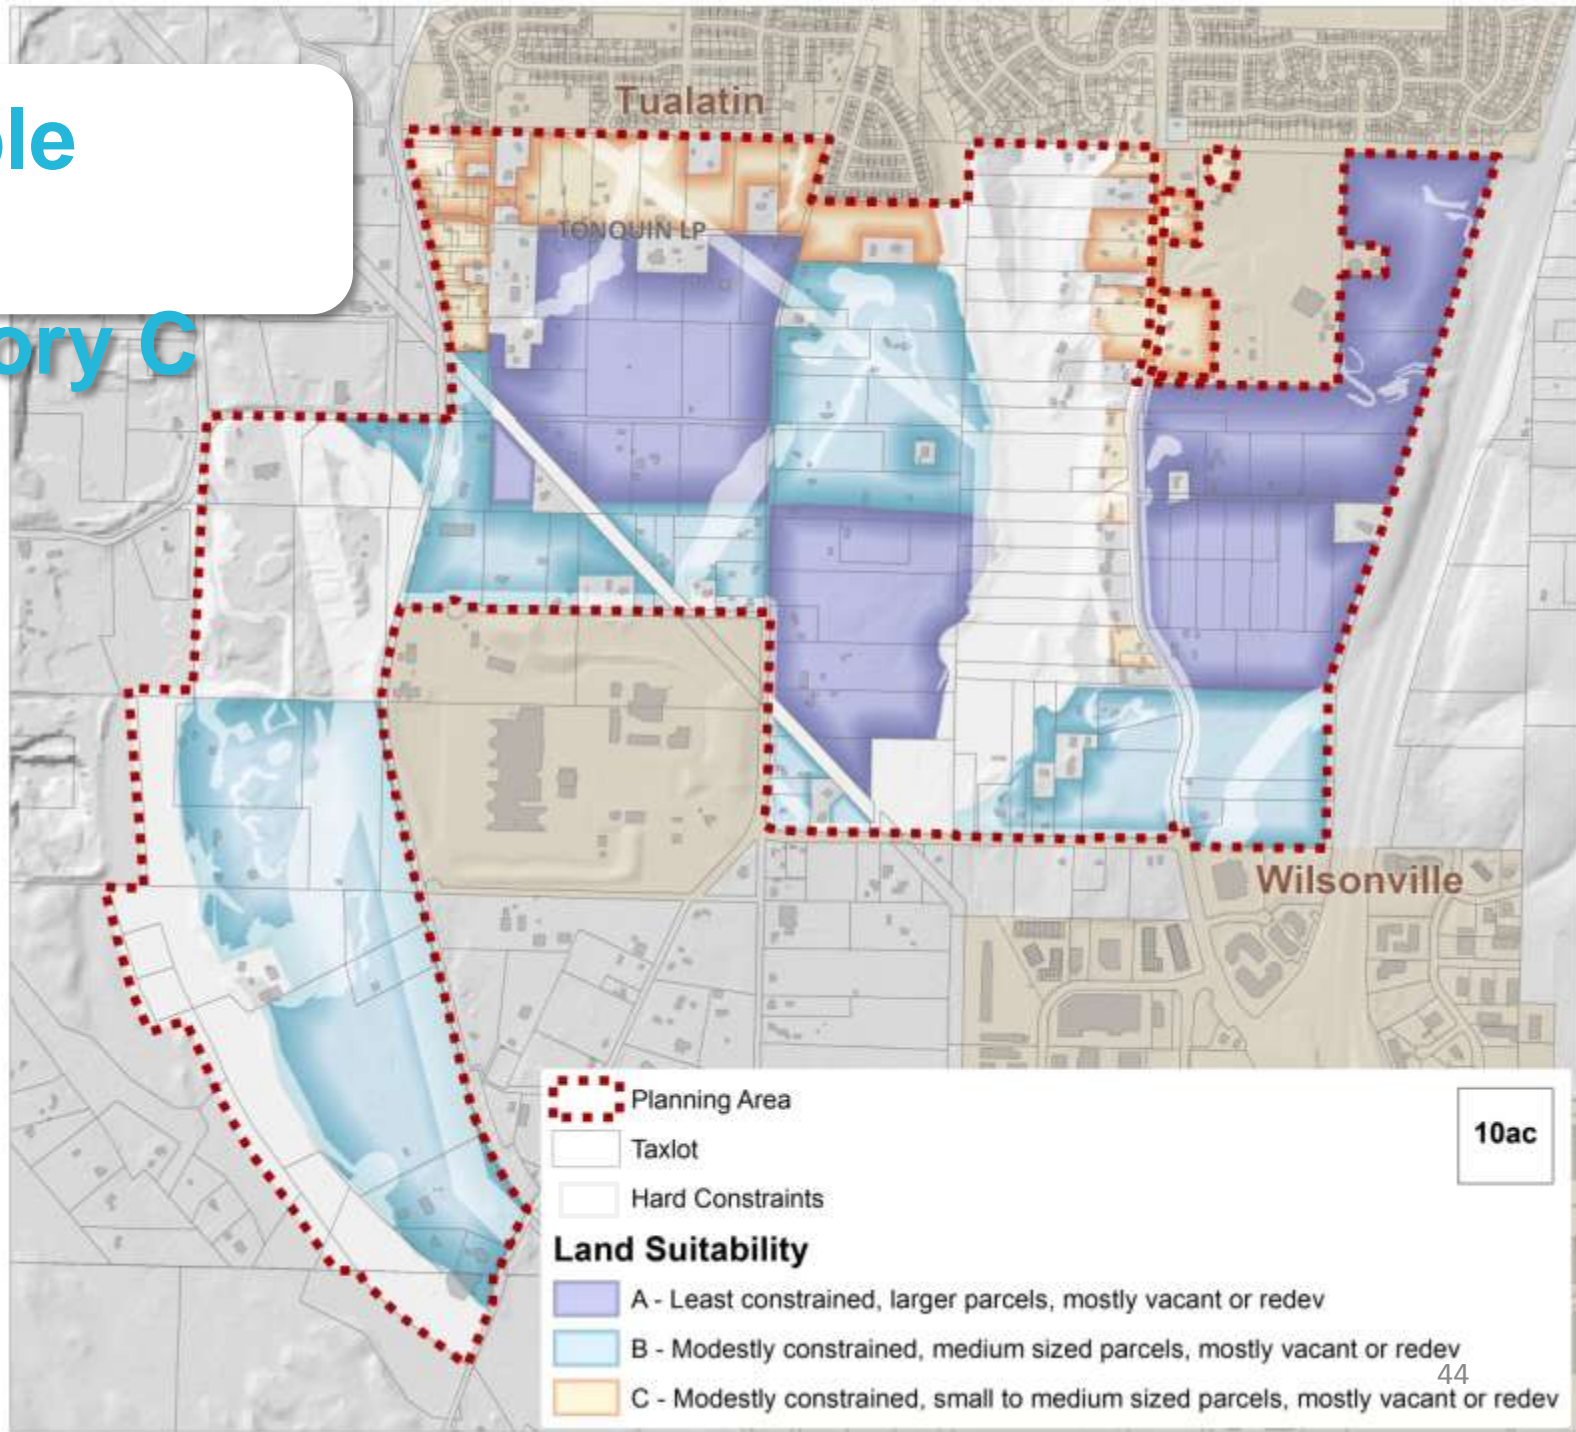 ole
ory C
Tualatin
TONQUIN LP
Wilsonville
Planning Area
Taxlot
Hard Constraints
10ac
Land Suitability
A - Least constrained, larger parcels, mostly vacant or redev
B - Modestly constrained, medium sized parcels, mostly vacant or redev
44
C - Modestly constrained, small to medium sized parcels, mostly vacant or redev